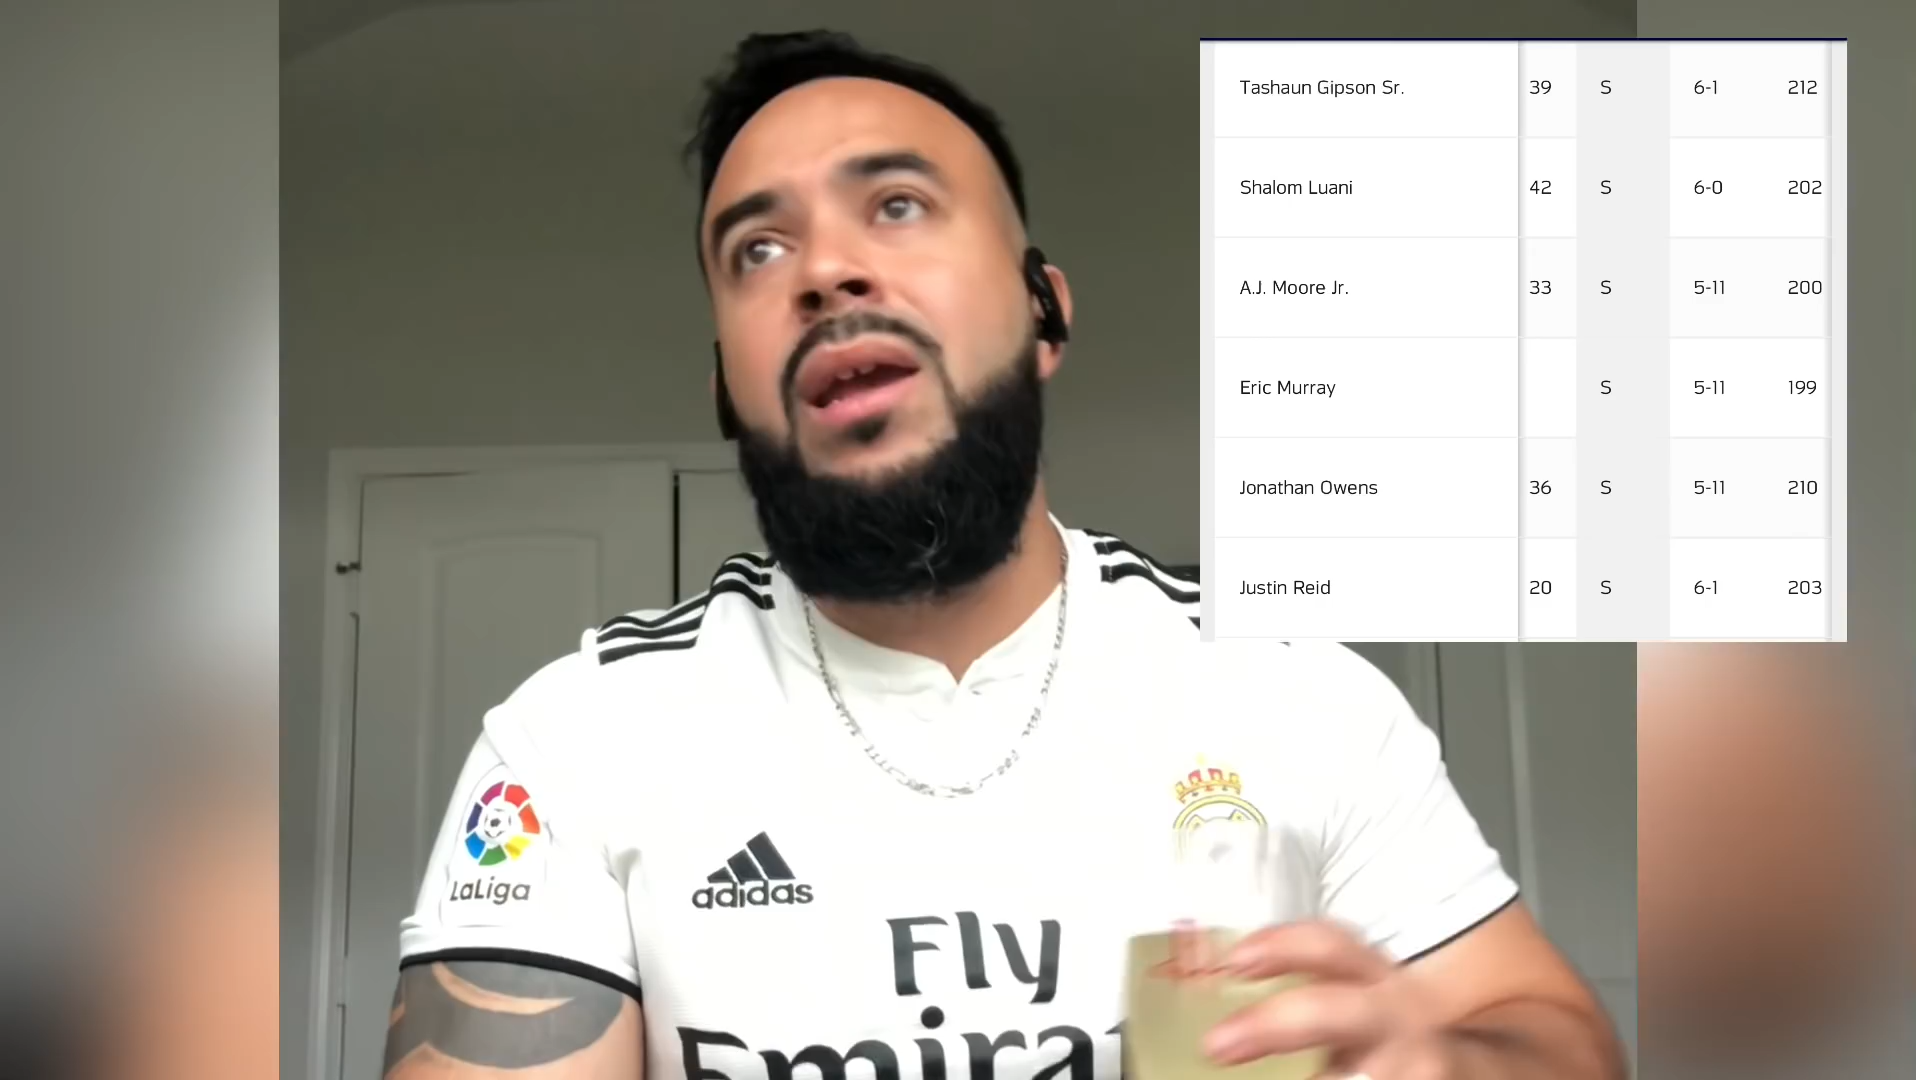 Tashaun Gipson Sr. 39 S 6-1 212
Shalom Luani 42 S 6-0 202
A.J. Moore Jr. 33 S 5-11 200
Eric Murray S 5-11 199
Jonathan Owens 36 S 5-11 210
Justin Reid 20 S 6-1 203
LaLiga
adidas
Fly
Emira